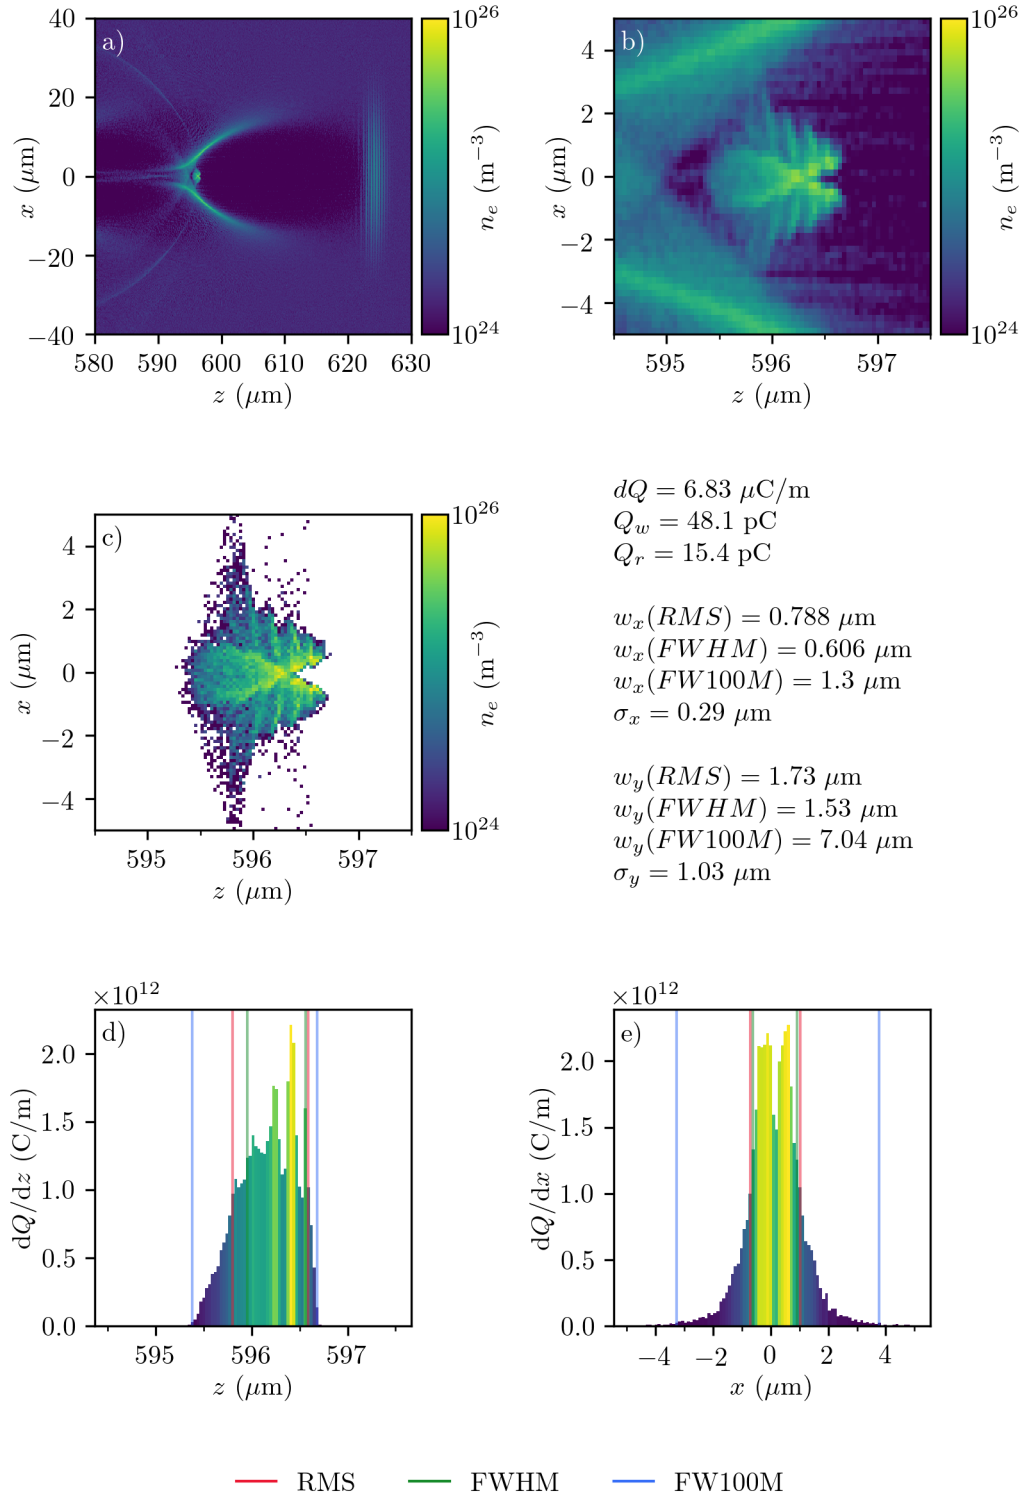 a)
40
20
0
−20
−40
x (μm)
580 590 600 610 620 630
z (μm)
10^26
10^24
n_e (m^−3)
b)
4
2
0
−2
−4
x (μm)
595 596 597
z (μm)
10^26
10^24
n_e (m^−3)
c)
4
2
0
−2
−4
x (μm)
595 596 597
z (μm)
10^26
10^24
n_e (m^−3)
dQ = 6.83 μC/m
Q_w = 48.1 pC
Q_r = 15.4 pC
w_x(RMS) = 0.788 μm
w_x(FWHM) = 0.606 μm
w_x(FW100M) = 1.3 μm
σ_x = 0.29 μm
w_y(RMS) = 1.73 μm
w_y(FWHM) = 1.53 μm
w_y(FW100M) = 7.04 μm
σ_y = 1.03 μm
×10^12
d)
2.0
1.5
1.0
0.5
0.0
dQ/dz (C/m)
595 596 597
z (μm)
×10^12
e)
2.0
1.5
1.0
0.5
0.0
dQ/dx (C/m)
−4 −2 0 2 4
x (μm)
RMS FWHM FW100M